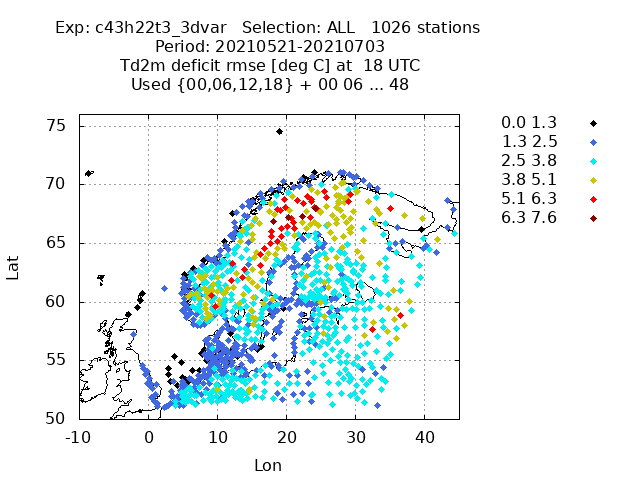 Exp: c43h22t3_3dvar   Selection: ALL   1026 stations
Period: 20210521-20210703
Td2m deficit rmse [deg C] at  18 UTC
Used {00,06,12,18} + 00 06 ... 48
0.0 1.3
1.3 2.5
2.5 3.8
3.8 5.1
5.1 6.3
6.3 7.6
75
70
65
60
55
50
Lat
-10 0 10 20 30 40
Lon